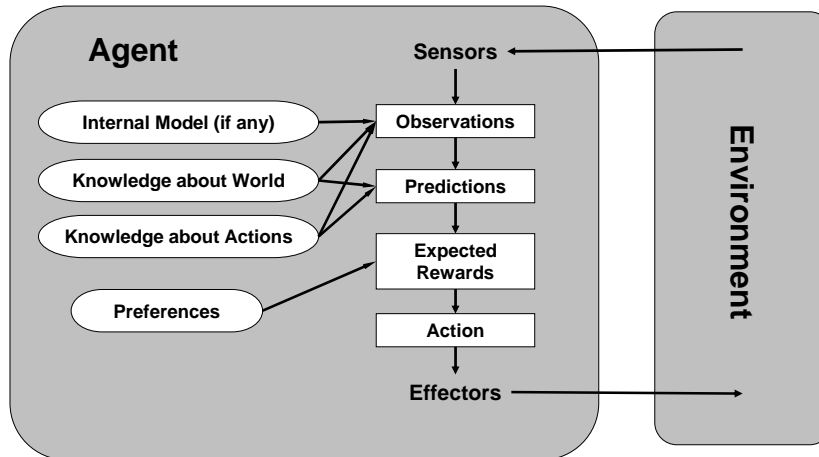 Agent
Sensors
Internal Model (if any)
Observations
Knowledge about World
Predictions
Knowledge about Actions
Expected
Rewards
Preferences
Action
Effectors
Environment